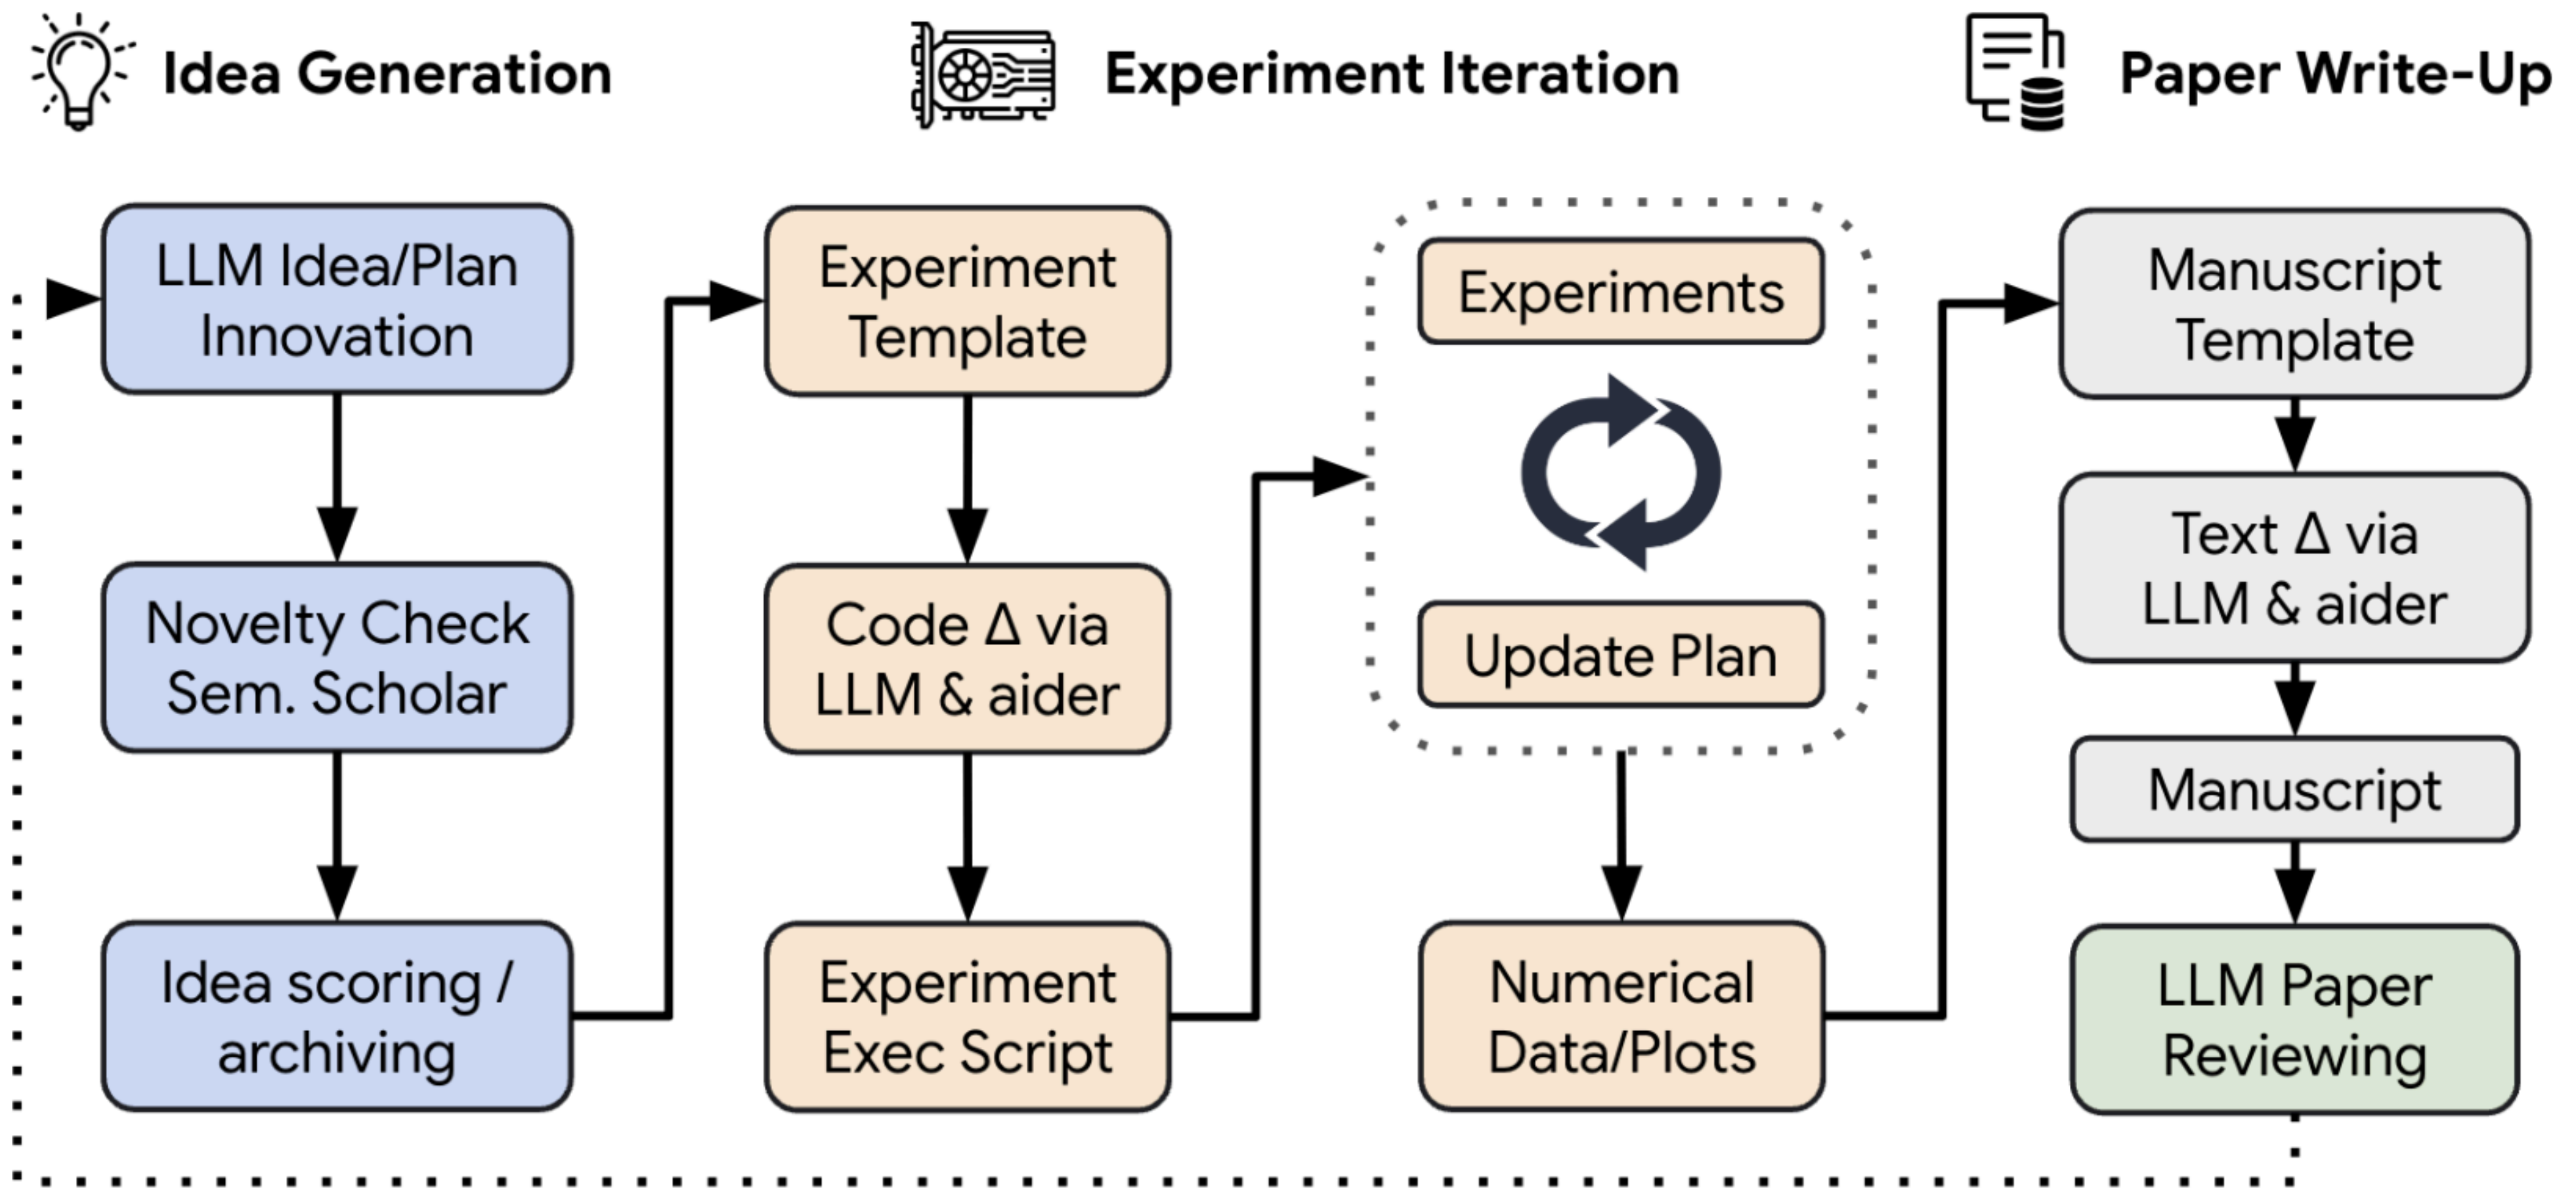 Idea Generation
Experiment Iteration
Paper Write-Up
LLM Idea/Plan
Innovation
Novelty Check
Sem. Scholar
Idea scoring /
archiving
Experiment
Template
Code Δ via
LLM & aider
Experiment
Exec Script
Experiments
Update Plan
Numerical
Data/Plots
Manuscript
Template
Text Δ via
LLM & aider
Manuscript
LLM Paper
Reviewing